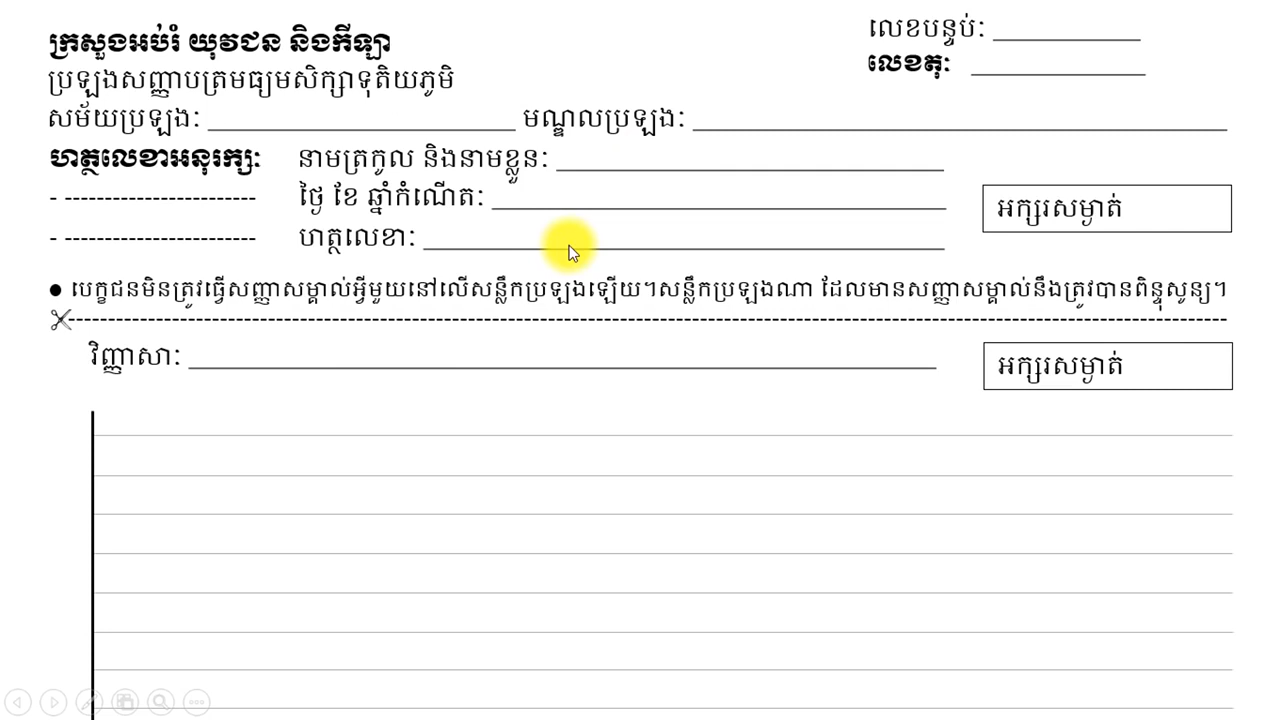 ក្រសួងអប់រំ យុវជន និងកីឡា
លេខបន្ទប់:
លេខតុ:
ប្រឡងសញ្ញាបត្រមធ្យមសិក្សាទុតិយភូមិ
សម័យប្រឡង: មណ្ឌលប្រឡង:
ហត្ថលេខាអនុរក្ស: នាមត្រកូល និងនាមខ្លួន:
ថ្ងៃ ខែ ឆ្នាំកំណើត:
ហត្ថលេខា:
អក្សរសម្ងាត់
● បេក្ខជនមិនត្រូវធ្វើសញ្ញាសម្គាល់អ្វីមួយនៅលើសន្លឹកប្រឡងឡើយ។សន្លឹកប្រឡងណា ដែលមានសញ្ញាសម្គាល់នឹងត្រូវបានពិន្ទុសូន្យ។
វិញ្ញាសា:
អក្សរសម្ងាត់